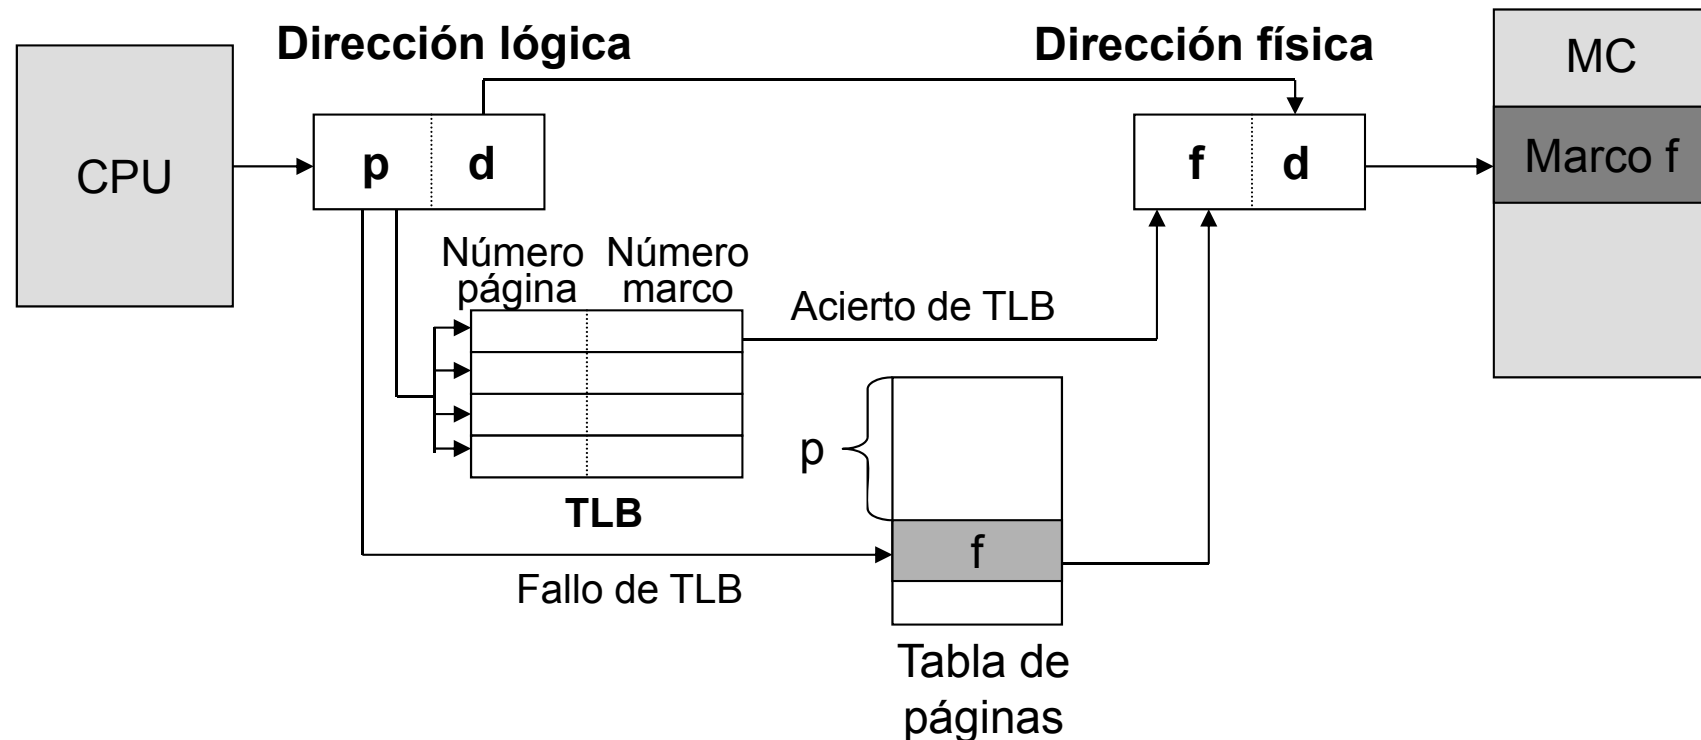 Dirección lógica
Dirección física
MC
CPU
p d
f d
Marco f
Número Número
página marco
Acierto de TLB
p
TLB
f
Fallo de TLB
Tabla de
páginas